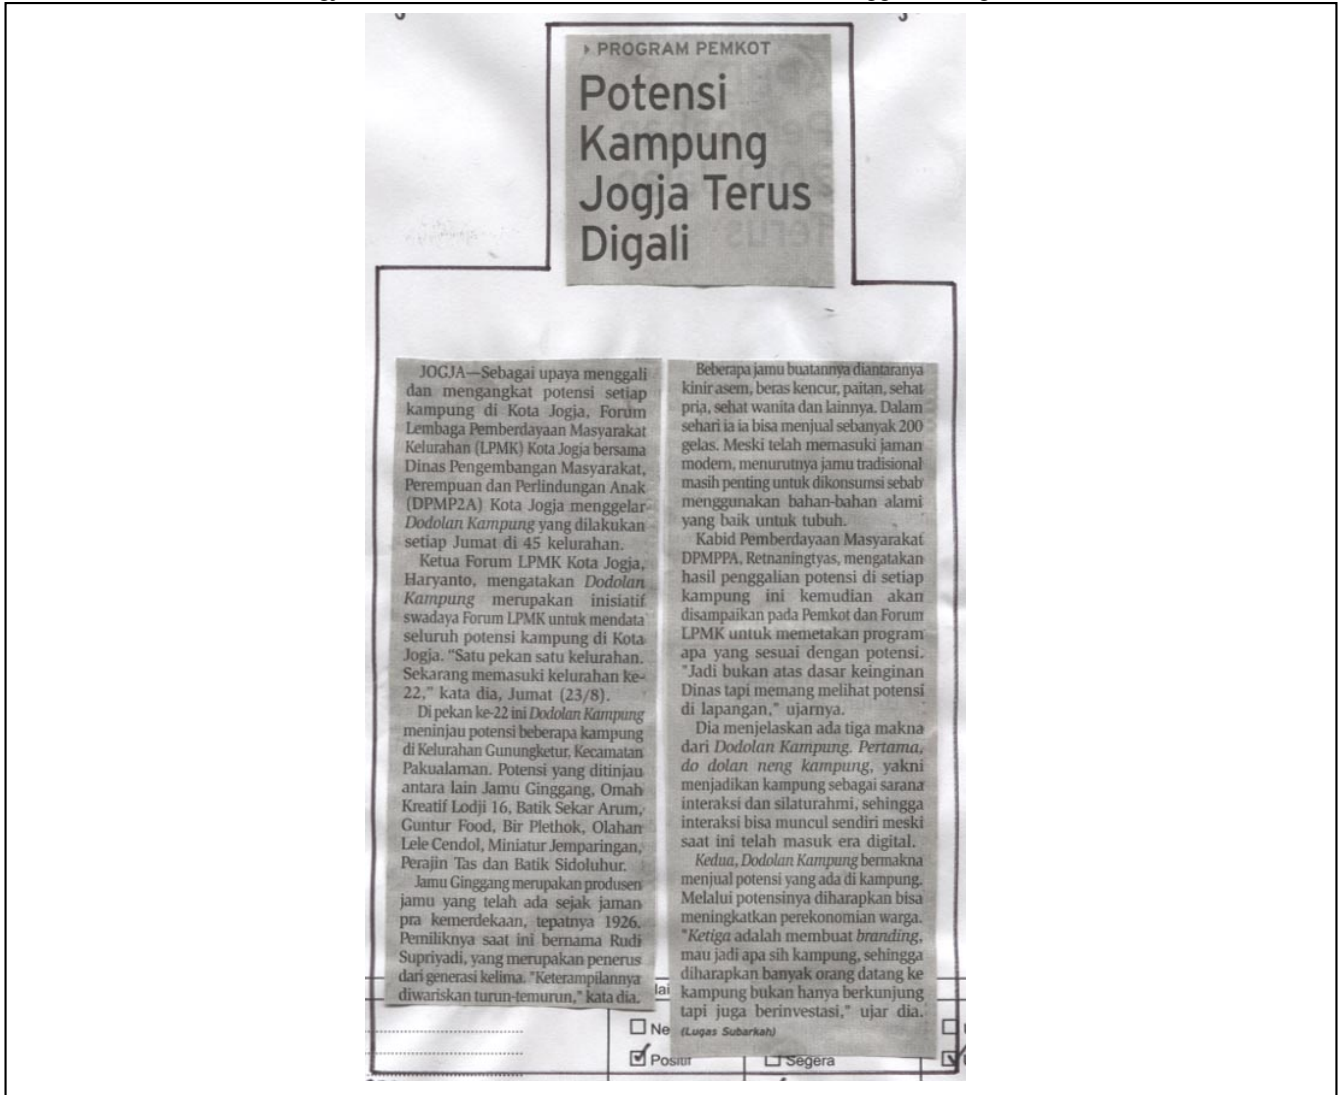 ▸ PROGRAM PEMKOT
Potensi
Kampung
Jogja Terus
Digali
JOGJA—Sebagai upaya menggali
dan mengangkat potensi setiap
kampung di Kota Jogja, Forum
Lembaga Pemberdayaan Masyarakat
Kelurahan (LPMK) Kota Jogja bersama
Dinas Pengembangan Masyarakat,
Perempuan dan Perlindungan Anak
(DPMP2A) Kota Jogja menggelar
Dodolan Kampung yang dilakukan
setiap Jumat di 45 kelurahan.
Ketua Forum LPMK Kota Jogja,
Haryanto, mengatakan Dodolan
Kampung merupakan inisiatif
swadaya Forum LPMK untuk mendata
seluruh potensi kampung di Kota
Jogja. "Satu pekan satu kelurahan.
Sekarang memasuki kelurahan ke-
22," kata dia, Jumat (23/8).
Di pekan ke-22 ini Dodolan Kampung
meninjau potensi beberapa kampung
di Kelurahan Gunungketur, Kecamatan
Pakualaman. Potensi yang ditinjau
antara lain Jamu Ginggang, Omah
Kreatif Lodji 16, Batik Sekar Arum,
Guntur Food, Bir Plethok, Olahan
Lele Cendol, Miniatur Jemparingan,
Perajin Tas dan Batik Sidoluhur.
Jamu Ginggang merupakan produsen
jamu yang telah ada sejak jaman
pra kemerdekaan, tepatnya 1926.
Pemiliknya saat ini bernama Rudi
Supriyadi, yang merupakan penerus
dari generasi kelima. "Keterampilannya
diwariskan turun-temurun," kata dia.
Beberapa jamu buatannya diantaranya
kinir asem, beras kencur, paitan, sehat
pria, sehat wanita dan lainnya. Dalam
sehari ia ia bisa menjual sebanyak 200
gelas. Meski telah memasuki jaman
modern, menurutnya jamu tradisional
masih penting untuk dikonsumsi sebab
menggunakan bahan-bahan alami
yang baik untuk tubuh.
Kabid Pemberdayaan Masyarakat
DPMPPA, Retnaningtyas, mengatakan
hasil penggalian potensi di setiap
kampung ini kemudian akan
disampaikan pada Pemkot dan Forum
LPMK untuk memetakan program
apa yang sesuai dengan potensi.
"Jadi bukan atas dasar keinginan
Dinas tapi memang melihat potensi
di lapangan," ujarnya.
Dia menjelaskan ada tiga makna
dari Dodolan Kampung. Pertama,
do dolan neng kampung, yakni
menjadikan kampung sebagai sarana
interaksi dan silaturahmi, sehingga
interaksi bisa muncul sendiri meski
saat ini telah masuk era digital.
Kedua, Dodolan Kampung bermakna
menjual potensi yang ada di kampung.
Melalui potensinya diharapkan bisa
meningkatkan perekonomian warga.
"Ketiga adalah membuat branding,
mau jadi apa sih kampung, sehingga
diharapkan banyak orang datang ke
kampung bukan hanya berkunjung
tapi juga berinvestasi," ujar dia.
(Lugas Subarkah)
lai
Ne
Positif
Segera